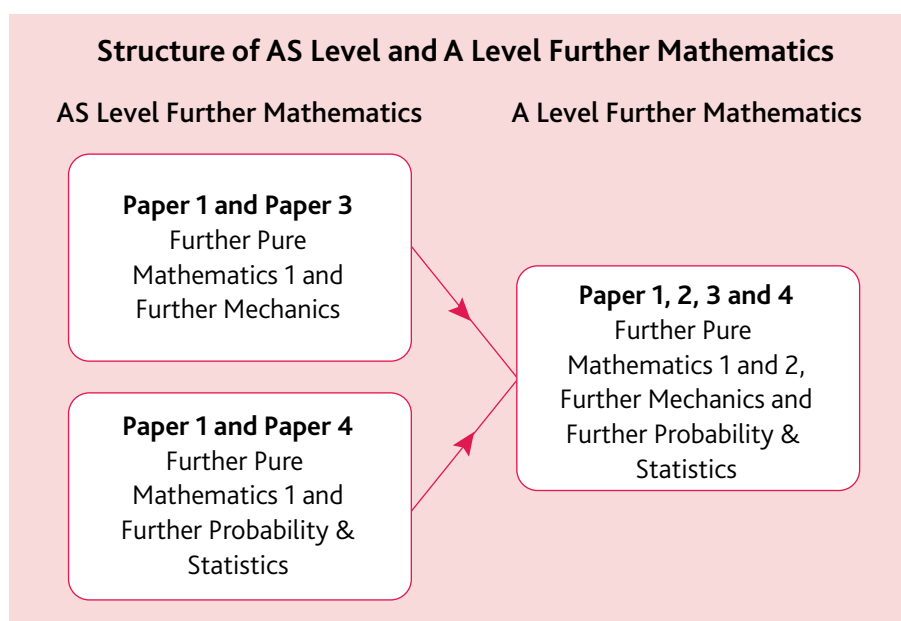 Structure of AS Level and A Level Further Mathematics
AS Level Further Mathematics
A Level Further Mathematics
Paper 1 and Paper 3
Further Pure
Mathematics 1 and
Further Mechanics
Paper 1 and Paper 4
Further Pure
Mathematics 1 and
Further Probability &
Statistics
Paper 1, 2, 3 and 4
Further Pure
Mathematics 1 and 2,
Further Mechanics and
Further Probability &
Statistics